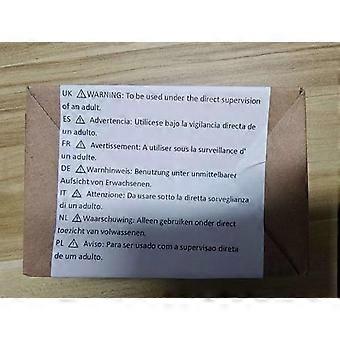 UK ⚠WARNING: To be used under the direct supervision
of an adult.
ES ⚠ Advertencia: Utilicese bajo la vigilancia directa de
un adulto.
FR ⚠ Avertissement: A utiliser sous la surveillance d'
un adulte.
DE ⚠ Warnhinweis: Benutzung unter unmittelbarer
Aufsicht von Erwachsenen.
IT ⚠ Attenzione: Da usare sotto la diretta sorveglianza
di un adulto.
NL ⚠ Waarschuwing: Alleen gebruiken onder direct
toezicht van volwassenen.
PL ⚠ Aviso: Para ser usado com a supervisao direta
de um adulto.